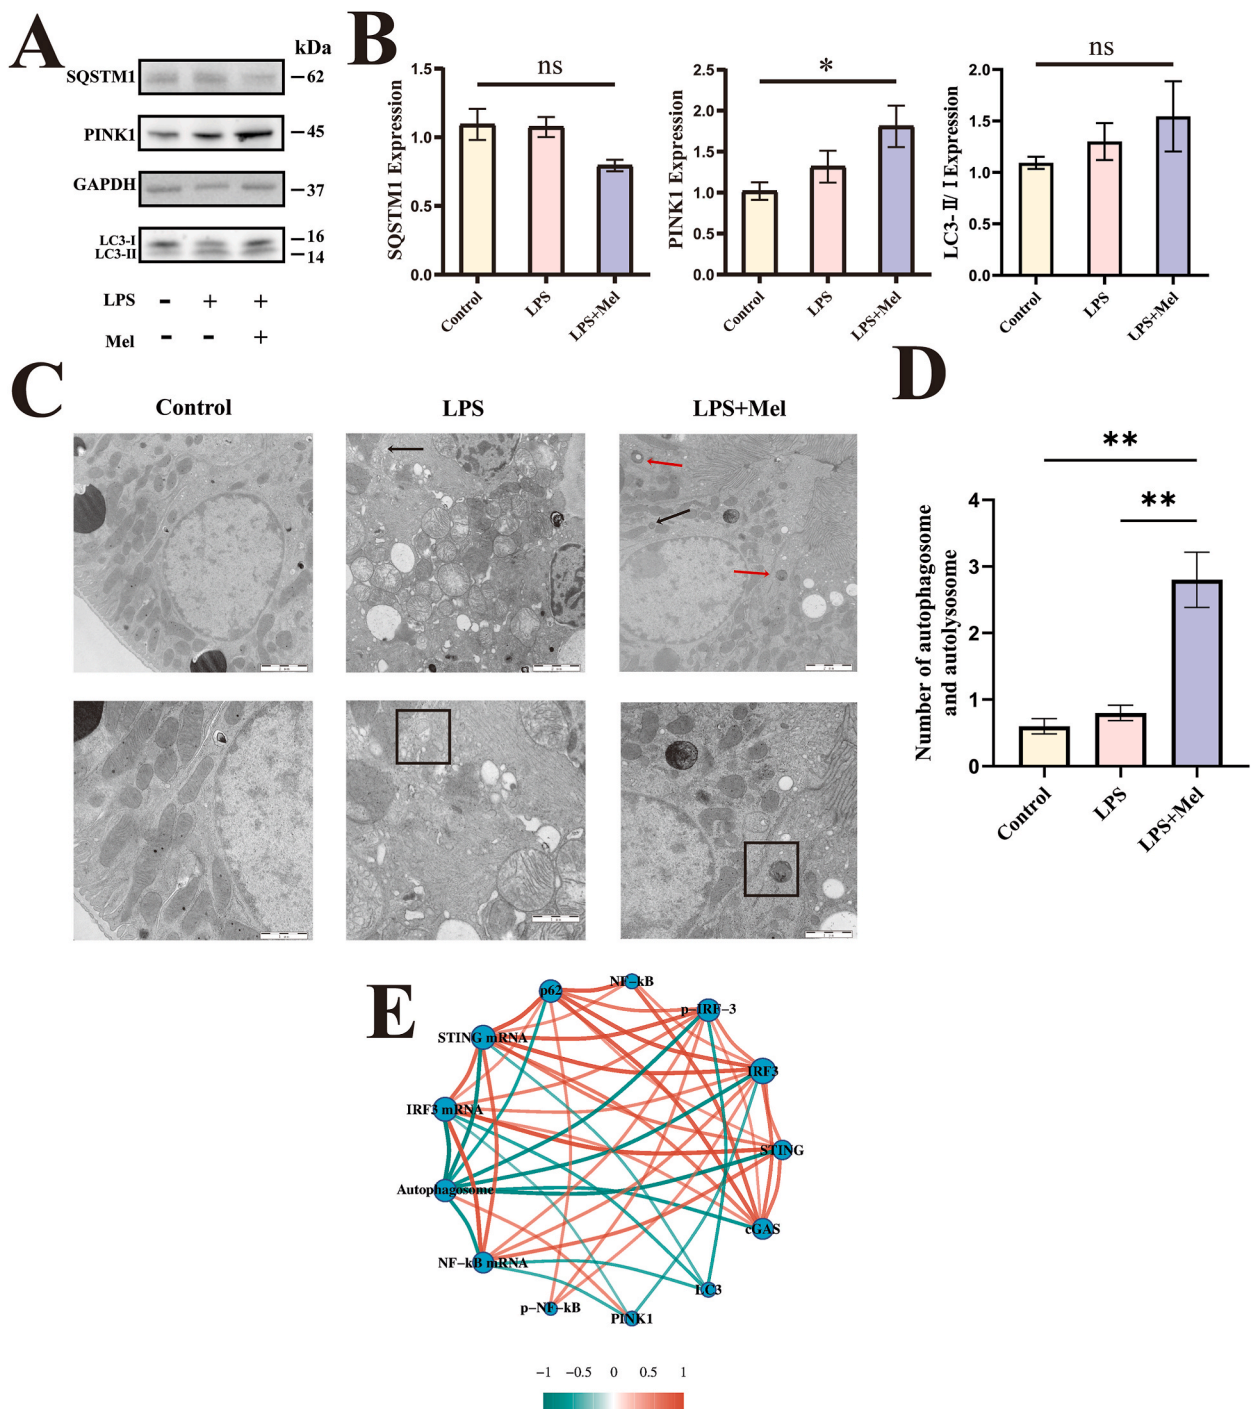 A
kDa
SQSTM1
62
PINK1
45
GAPDH
37
LC3-I
16
LC3-II
14
LPS - + +
Mel - - +
B
ns
SQSTM1 Expression
1.5
1.0
0.5
0.0
Control
LPS
LPS+Mel
*
PINK1 Expression
2.5
2.0
1.5
1.0
0.5
0.0
Control
LPS
LPS+Mel
ns
LC3-Ⅱ/Ⅰ Expression
2.0
1.5
1.0
0.5
0.0
Control
LPS
LPS+Mel
C
Control
LPS
LPS+Mel
D
**
**
Number of autophagosome
and autolysosome
4
3
2
1
0
Control
LPS
LPS+Mel
E
NF-kB
p62
p-IRF-3
STING mRNA
IRF3
IRF3 mRNA
STING
Autophagosome
cGAS
NF-kB mRNA
LC3
p-NF-kB
PINK1
-1 -0.5 0 0.5 1